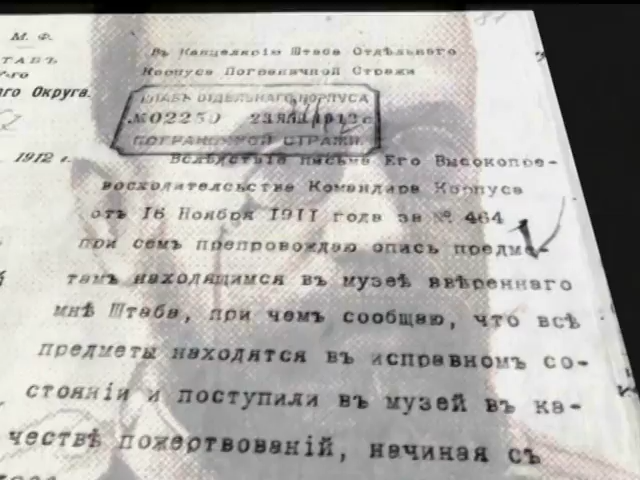 М. Ф.
Въ Канцелярію Штаба Отдѣльнаго
Корпуса Пограничной Стражи
го Округа.
ШТАБЪ ОТДѢЛЬНАГО КОРПУСА
№ 02250
ПОГРАНИЧНОЙ СТРАЖИ.
1912 г.
Вслѣдствіе письма Его Высокопре-
восходительства Командира Корпуса
отъ 16 Ноября 1911 года за № 464
при семъ препровождаю опись предме-
тамъ находящимся въ музеѣ ввѣреннаго
мнѣ Штаба, при чемъ сообщаю, что всѣ
предметы находятся въ исправномъ со-
стояніи и поступили въ музей въ ка-
чествѣ пожертвованій, начиная съ